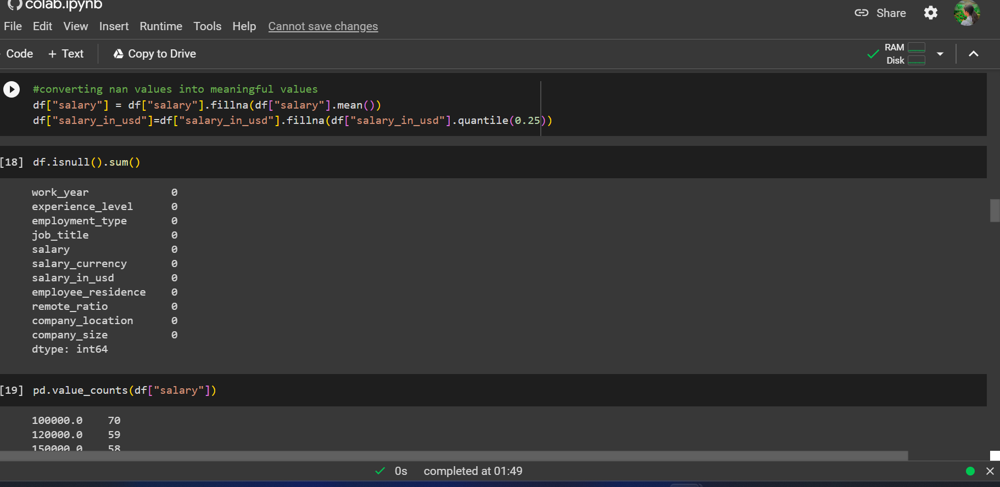 colab.ipynb
Share
File Edit View Insert Runtime Tools Help Cannot save changes
Code + Text Copy to Drive
RAM
Disk
#converting nan values into meaningful values
df["salary"] = df["salary"].fillna(df["salary"].mean())
df["salary_in_usd"]=df["salary_in_usd"].fillna(df["salary_in_usd"].quantile(0.25))
[18] df.isnull().sum()
work_year 0
experience_level 0
employment_type 0
job_title 0
salary 0
salary_currency 0
salary_in_usd 0
employee_residence 0
remote_ratio 0
company_location 0
company_size 0
dtype: int64
[19] pd.value_counts(df["salary"])
100000.0 70
120000.0 59
150000.0 58
0s completed at 01:49